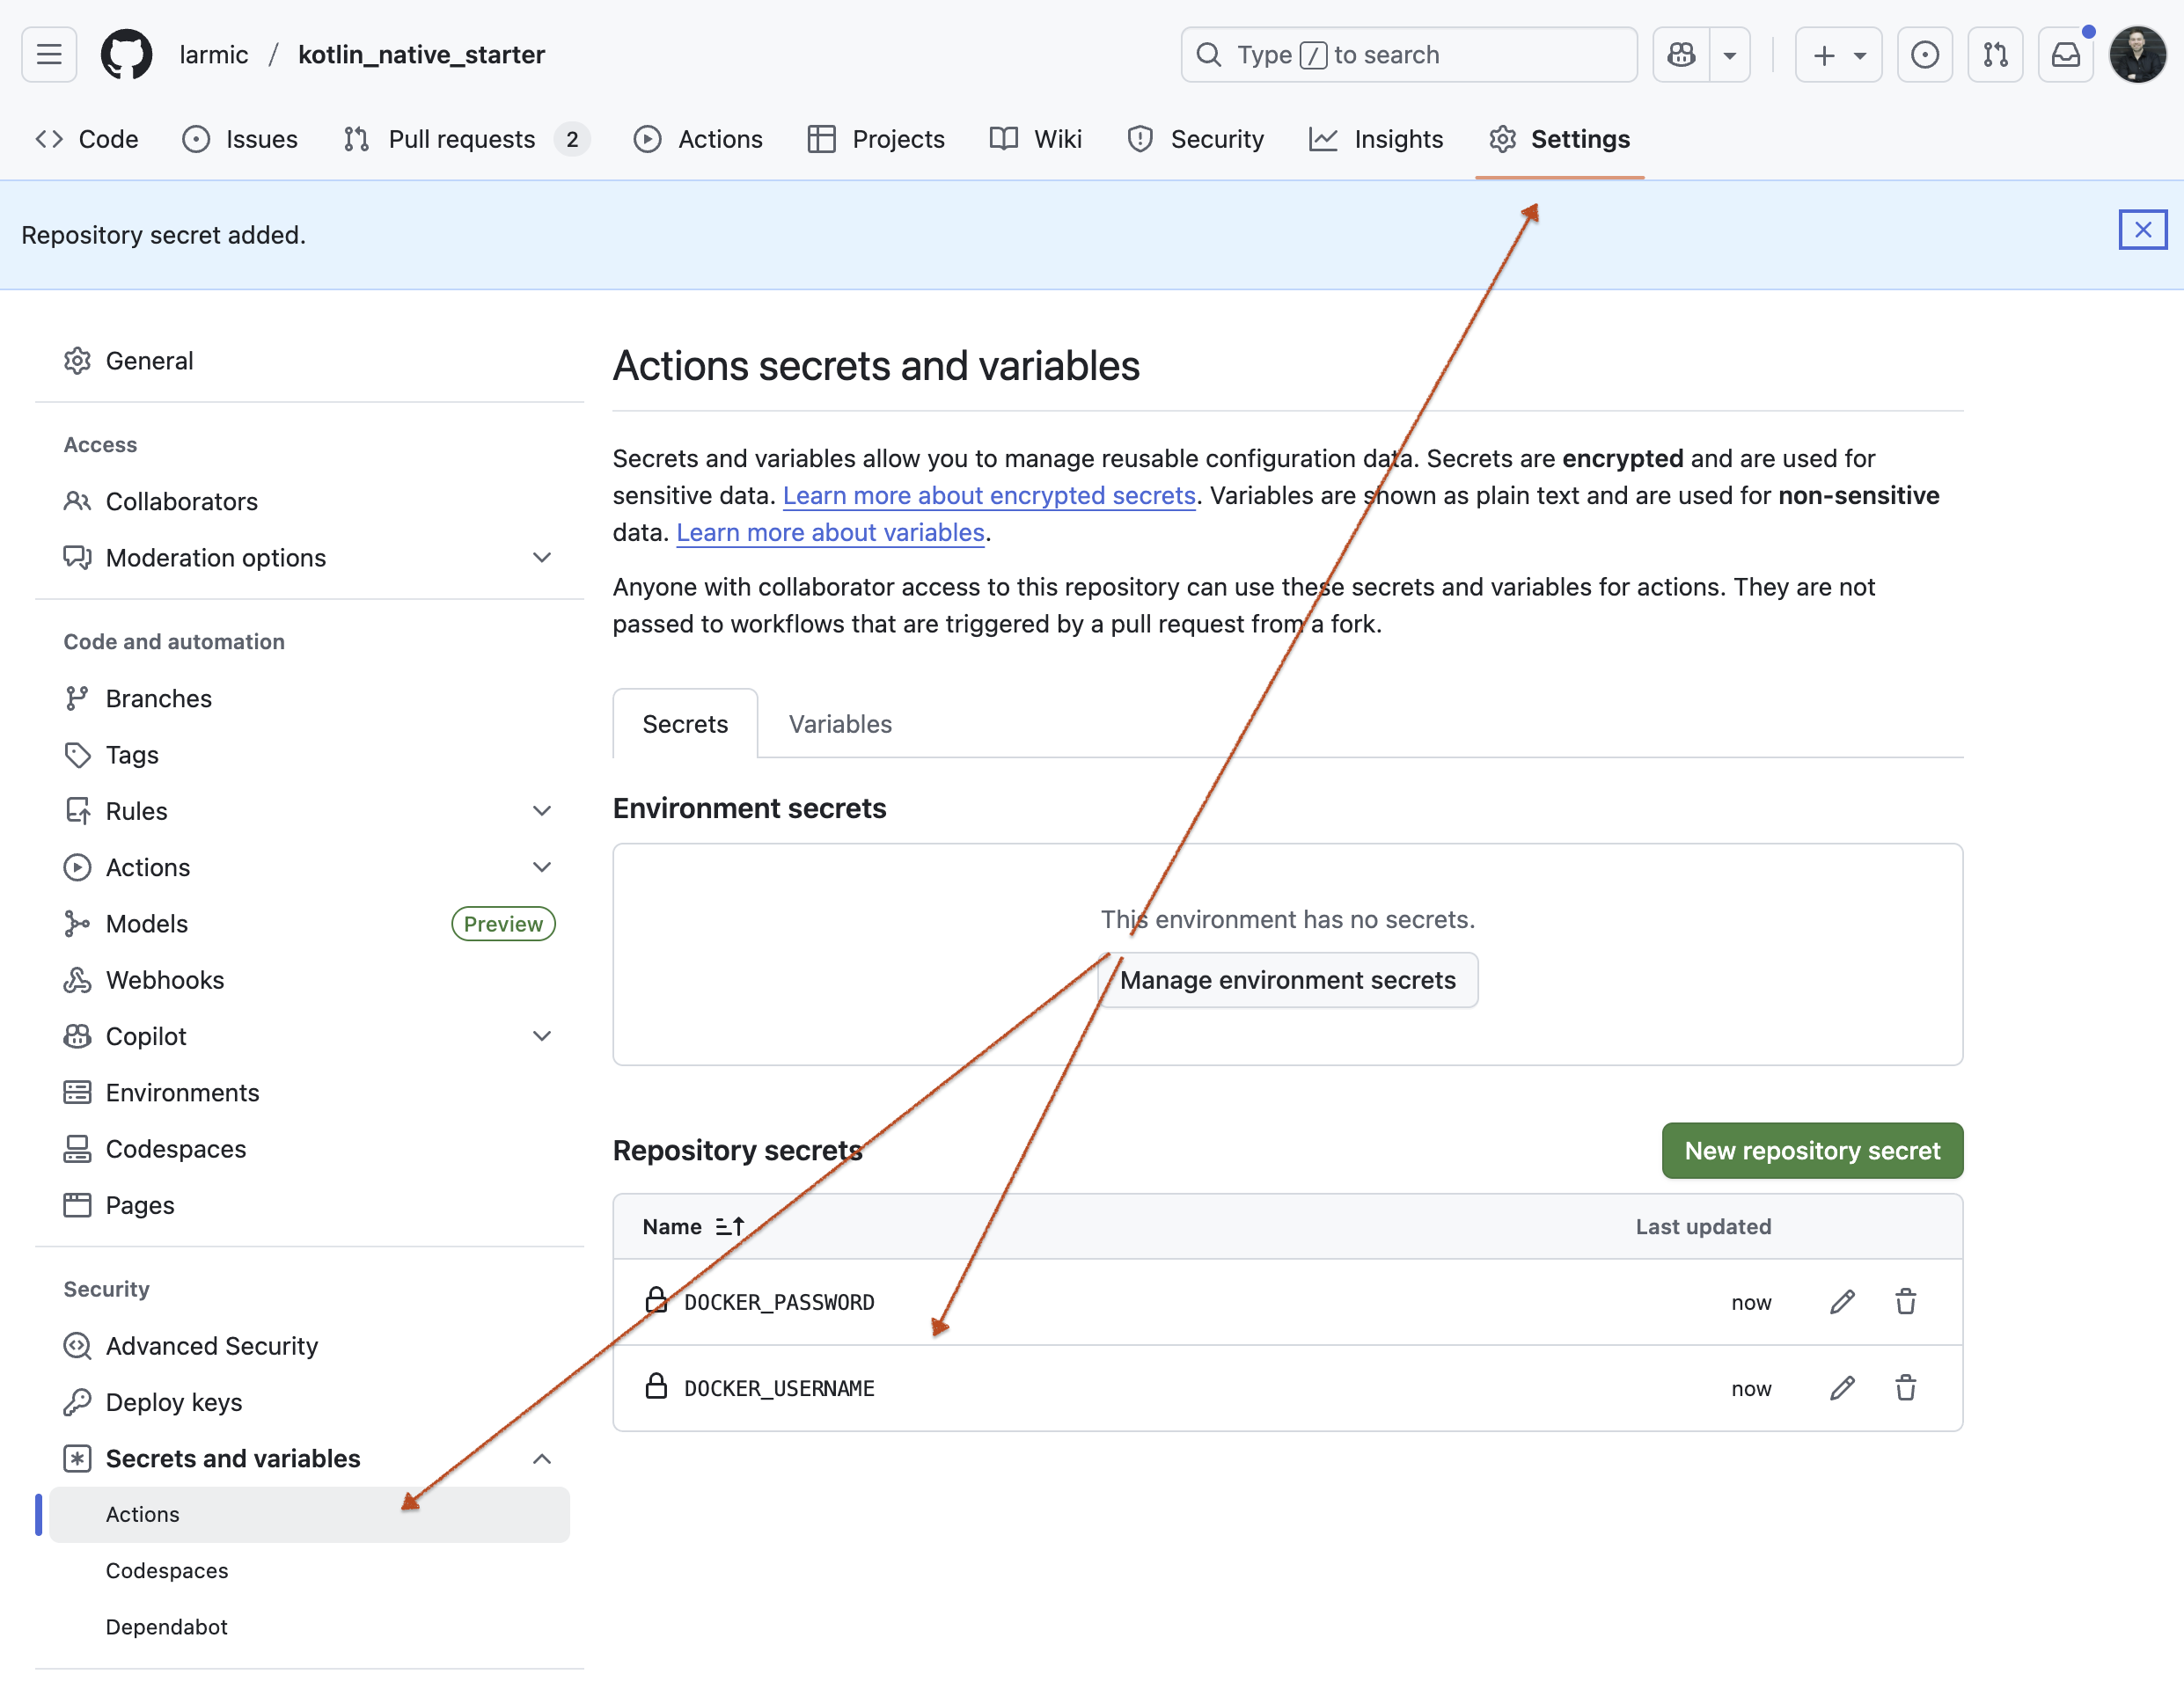 larmic / kotlin_native_starter
Type / to search
Code
Issues
Pull requests 2
Actions
Projects
Wiki
Security
Insights
Settings
Repository secret added.
General
Access
Collaborators
Moderation options
Code and automation
Branches
Tags
Rules
Actions
Models Preview
Webhooks
Copilot
Environments
Codespaces
Pages
Security
Advanced Security
Deploy keys
Secrets and variables
Actions
Codespaces
Dependabot
Actions secrets and variables
Secrets and variables allow you to manage reusable configuration data. Secrets are encrypted and are used for
sensitive data. Learn more about encrypted secrets. Variables are shown as plain text and are used for non-sensitive
data. Learn more about variables.
Anyone with collaborator access to this repository can use these secrets and variables for actions. They are not
passed to workflows that are triggered by a pull request from a fork.
Secrets Variables
Environment secrets
This environment has no secrets.
Manage environment secrets
Repository secrets
New repository secret
Name Last updated
DOCKER_PASSWORD now
DOCKER_USERNAME now